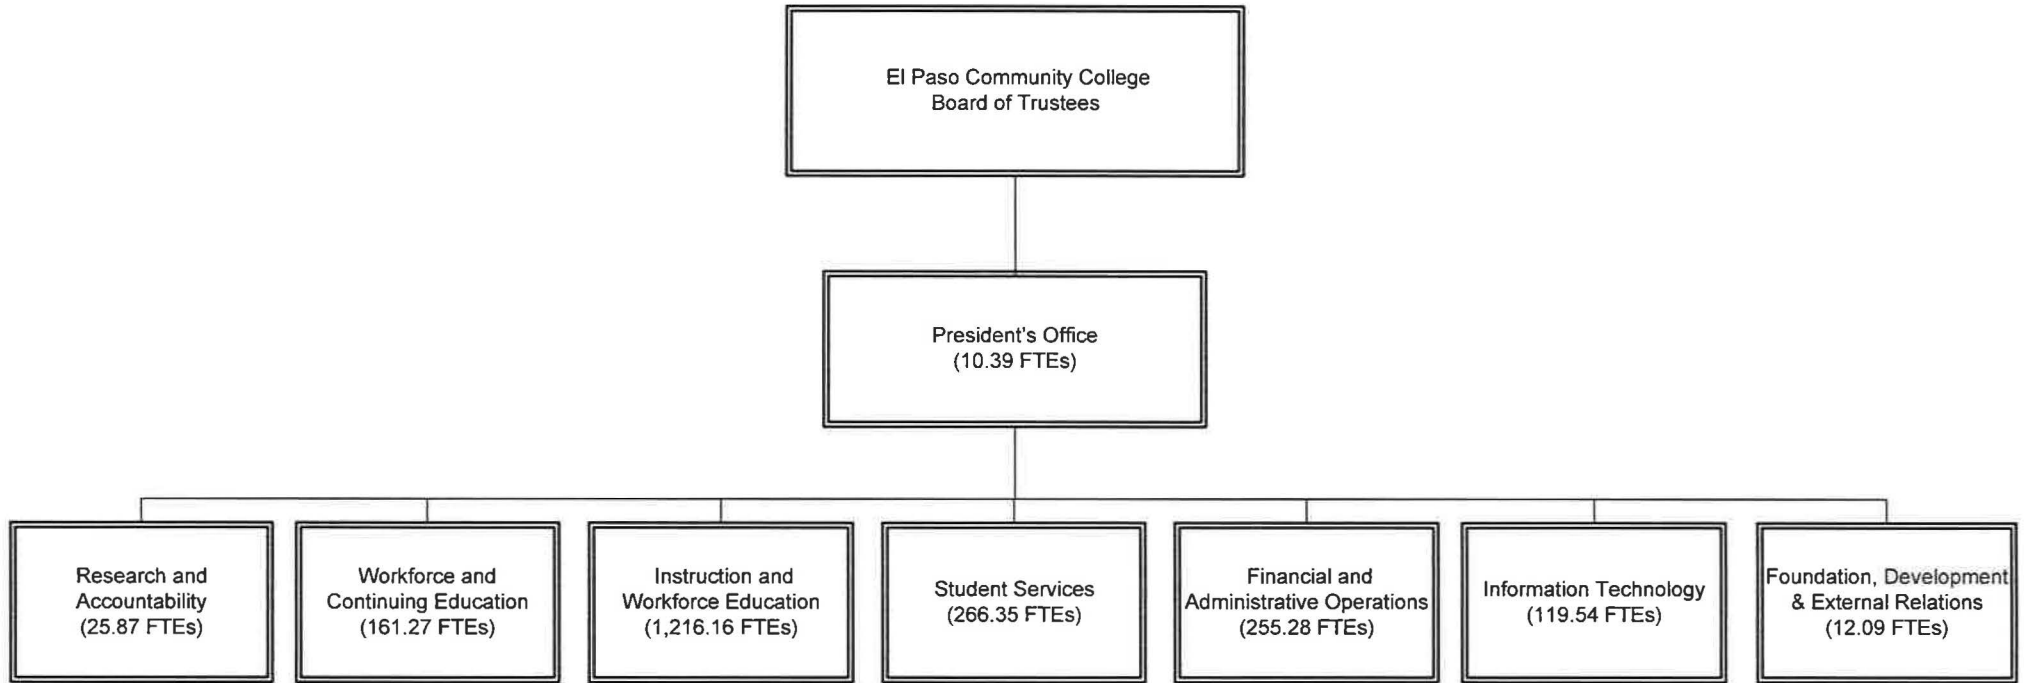 El Paso Community College
Board of Trustees
President's Office
(10.39 FTEs)
Research and
Accountability
(25.87 FTEs)
Workforce and
Continuing Education
(161.27 FTEs)
Instruction and
Workforce Education
(1,216.16 FTEs)
Student Services
(266.35 FTEs)
Financial and
Administrative Operations
(255.28 FTEs)
Information Technology
(119.54 FTEs)
Foundation, Development
& External Relations
(12.09 FTEs)